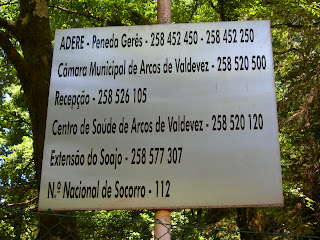 ADERE - Peneda Gerês - 258 452 450 - 258 452 250
Câmara Municipal de Arcos de Valdevez - 258 520 500
Recepção - 258 526 105
Centro de Saúde de Arcos de Valdevez - 258 520 120
Extensão do Soajo - 258 577 307
N.º Nacional de Socorro - 112